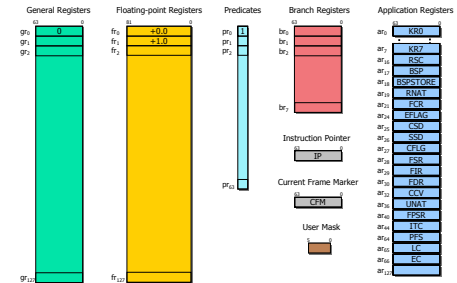 General Registers
63 0
gr0 0
gr1
gr2
gr127
Floating-point Registers
81 0
fr0 +0.0
fr1 +1.0
fr2
fr127
Predicates
pr0 1
pr1
pr2
pr63
Branch Registers
63 0
br0
br1
br2
br7
Instruction Pointer
63 0
IP
Current Frame Marker
63 0
CFM
User Mask
5 0
Application Registers
63 0
ar0 KR0
ar7 KR7
ar16 RSC
ar17 BSP
ar18 BSPSTORE
ar19 RNAT
ar21 FCR
ar24 EFLAG
ar25 CSD
ar26 SSD
ar27 CFLG
ar28 FSR
ar29 FIR
ar30 FDR
ar32 CCV
ar36 UNAT
ar40 FPSR
ar44 ITC
ar64 PFS
ar65 LC
ar66 EC
ar127